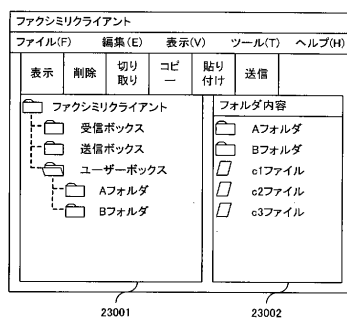 ファクシミリクライアント
ファイル(F) 編集(E) 表示(V) ツール(T) ヘルプ(H)
表示 削除 切り取り コピー 貼り付け 送信
ファクシミリクライアント
受信ボックス
送信ボックス
ユーザーボックス
Aフォルダ
Bフォルダ
フォルダ内容
Aフォルダ
Bフォルダ
c1ファイル
c2ファイル
c3ファイル
23001 23002